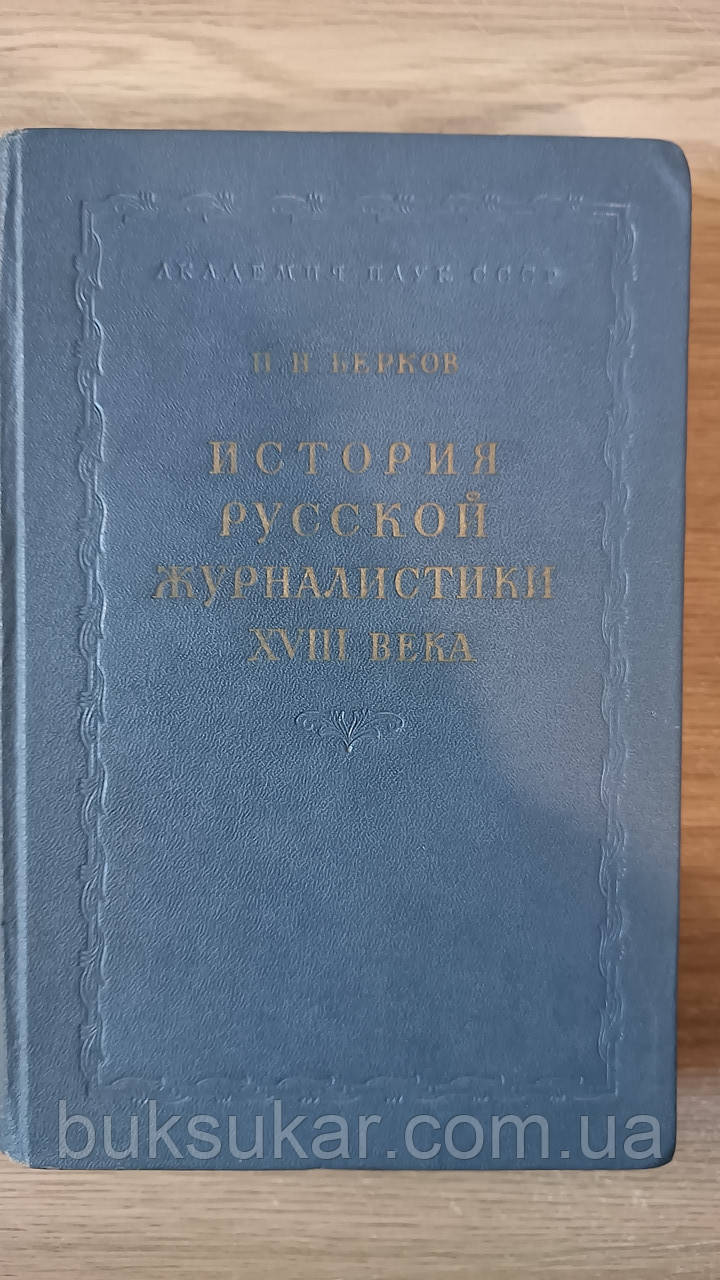 АКАДЕМИЯ НАУК СССР
П. Н. БЕРКОВ
ИСТОРИЯ
РУССКОЙ
ЖУРНАЛИСТИКИ
XVIII ВЕКА
buksukar.com.ua